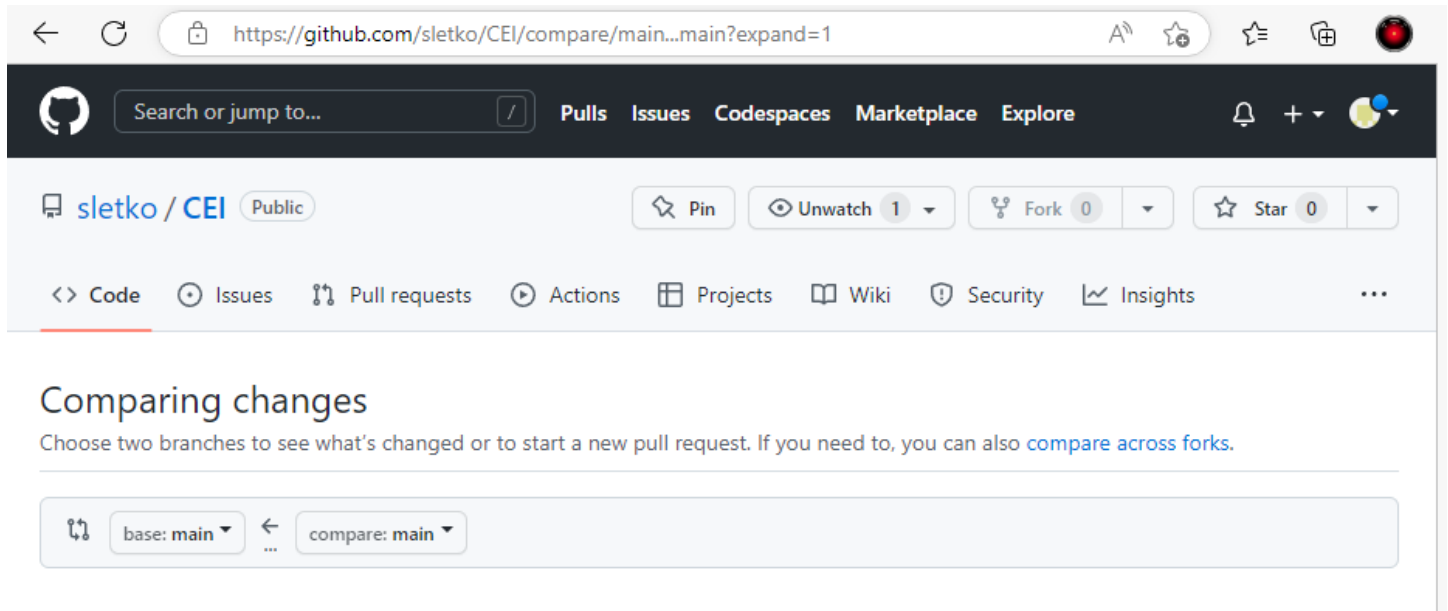 https://github.com/sletko/CEI/compare/main...main?expand=1
Search or jump to... / Pulls Issues Codespaces Marketplace Explore
sletko / CEI Public Pin Unwatch 1 Fork 0 Star 0
<> Code Issues Pull requests Actions Projects Wiki Security Insights ...
Comparing changes
Choose two branches to see what's changed or to start a new pull request. If you need to, you can also compare across forks.
base: main ... compare: main